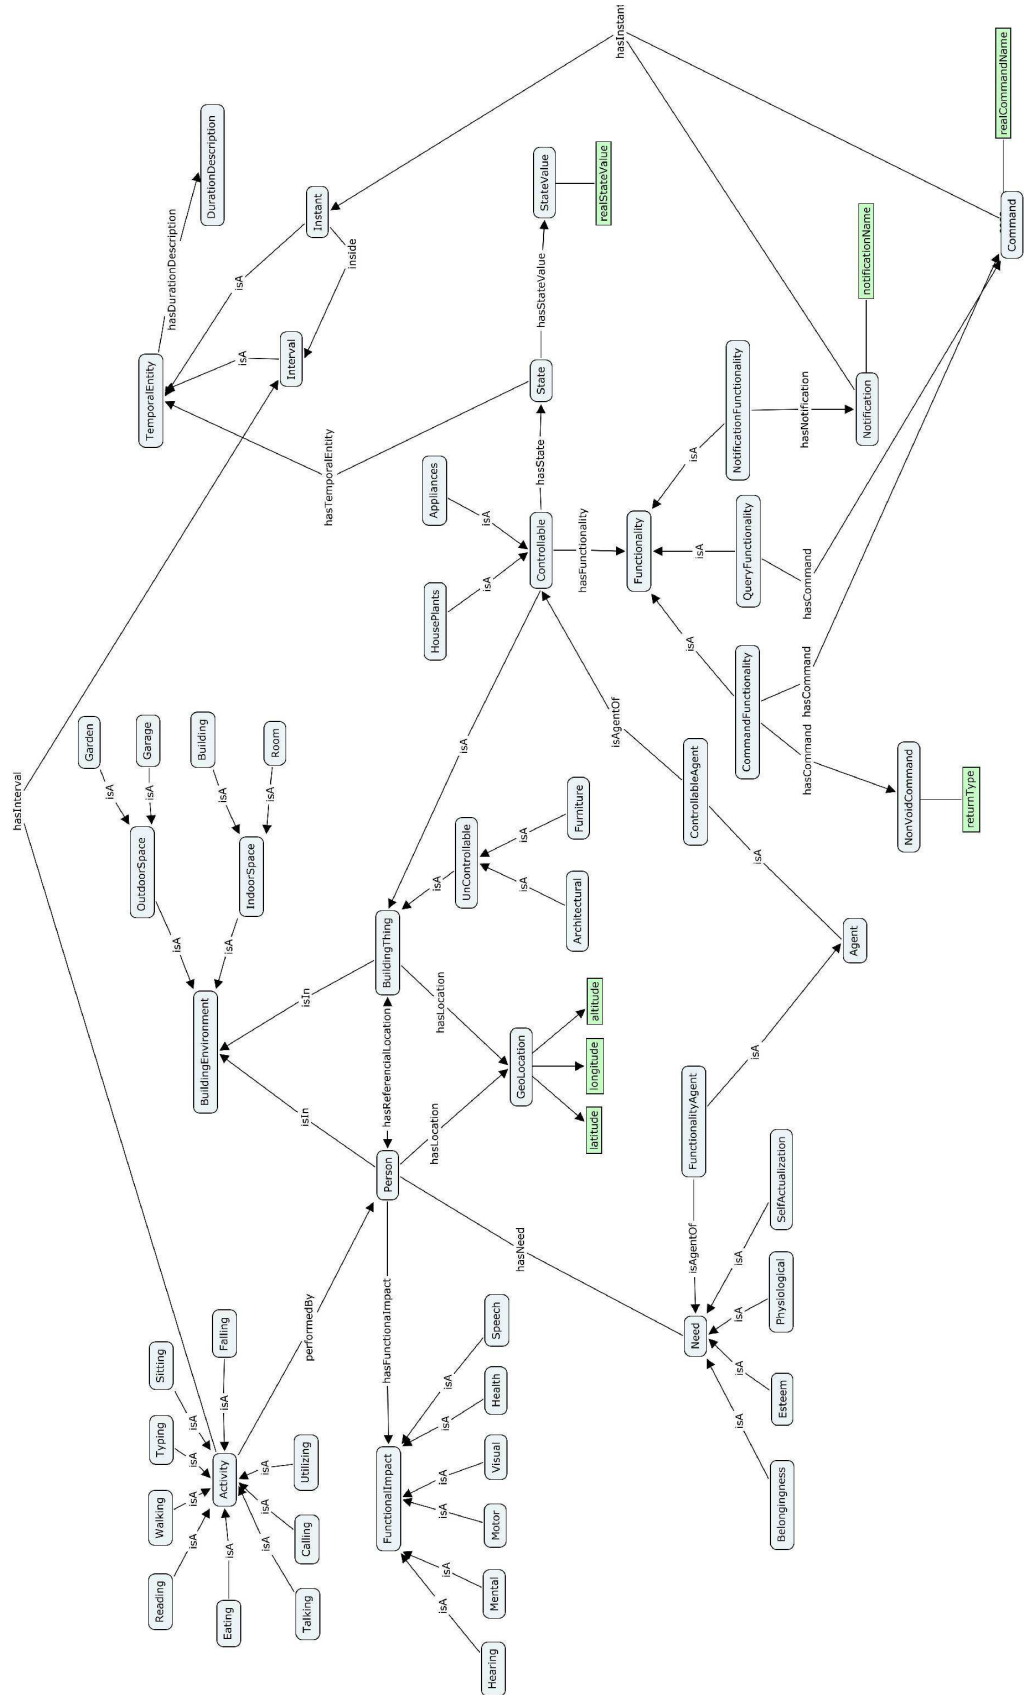 hasInterval
Reading
Walking
Typing
Sitting
isA
isA
isA
isA
Eating
isA
Activity
isA
Falling
isA
isA
isA
Talking
Calling
Utilizing
performedBy
OutdoorSpace
isA
Garden
isA
Garage
isA
BuildingEnvironment
isA
IndoorSpace
isA
Building
isA
Room
TemporalEntity
hasDurationDescription
DurationDescription
isA
isA
Interval
inside
Instant
hasTemporalEntity
isIn
isIn
FunctionalImpact
hasFunctionalImpact
Person
hasReferencialLocation
BuildingThing
isA
isA
isA
isA
isA
isA
isA
Hearing
Mental
Motor
Visual
Health
Speech
hasLocation
hasLocation
GeoLocation
latitude
longitude
altitude
isA
UnControllable
isA
isA
Architectural
Furniture
HousePlants
Appliances
isA
isA
Controllable
hasState
State
hasStateValue
StateValue
realStateValue
hasNeed
isAgentOf
hasFunctionality
hasInstant
Functionality
isA
isA
isA
Need
isAgentOf
FunctionalityAgent
isA
isA
isA
isA
Belongingness
Esteem
Physiological
SelfActualization
isA
Agent
isA
ControllableAgent
CommandFunctionality
QueryFunctionality
NotificationFunctionality
hasCommand
hasCommand
hasCommand
hasNotification
Notification
notificationName
NonVoidCommand
returnType
Command
realCommandName